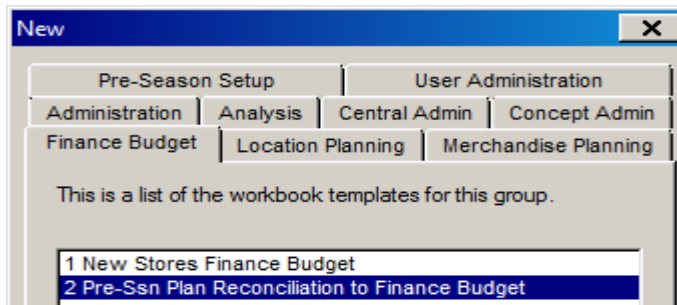 New
Pre-Season Setup User Administration
Administration Analysis Central Admin Concept Admin
Finance Budget Location Planning Merchandise Planning
This is a list of the workbook templates for this group.
1 New Stores Finance Budget
2 Pre-Ssn Plan Reconciliation to Finance Budget